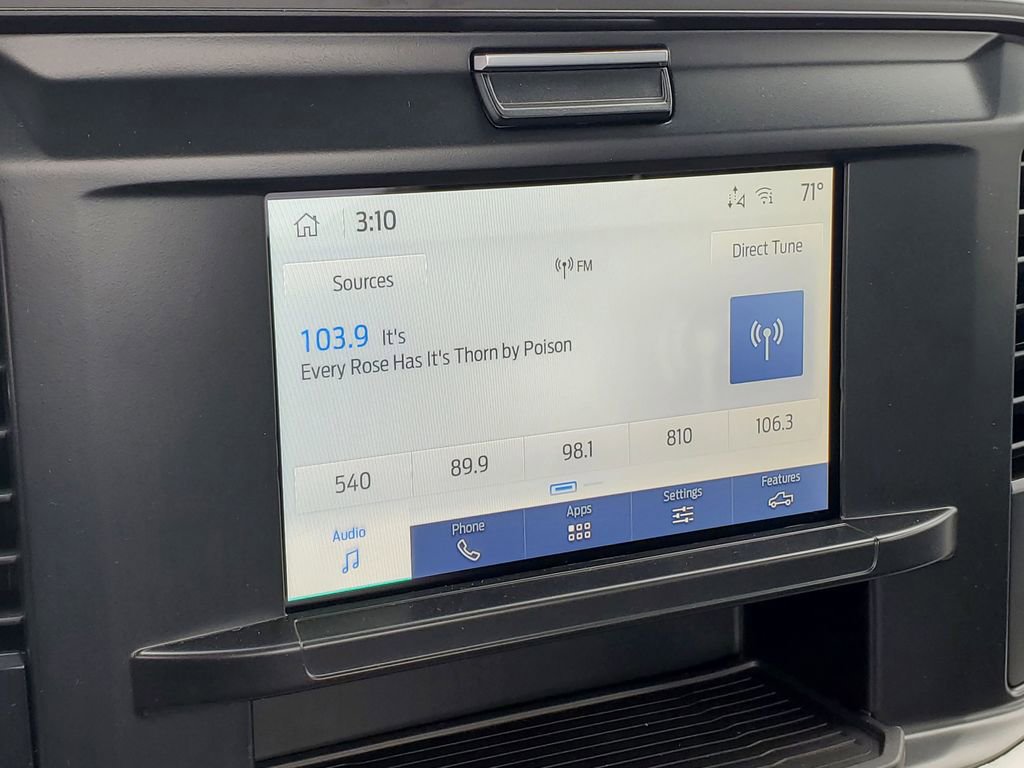 3:10
71°
Sources
FM
Direct Tune
103.9 It's
Every Rose Has It's Thorn by Poison
540
89.9
98.1
810
106.3
Audio
Phone
Apps
Settings
Features